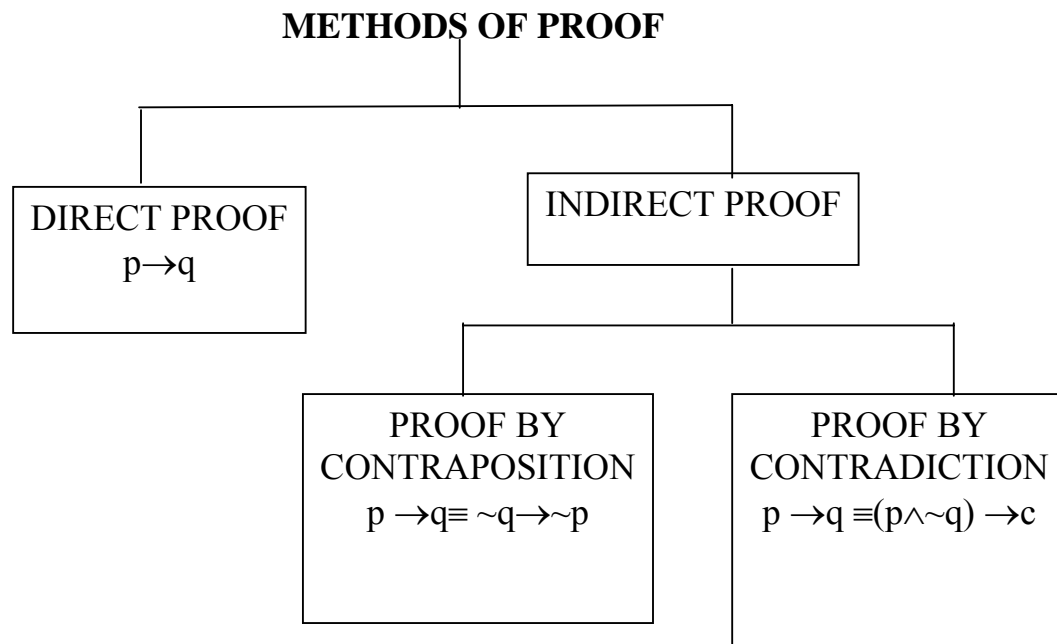 METHODS OF PROOF
DIRECT PROOF
p→q
INDIRECT PROOF
PROOF BY
CONTRAPOSITION
p →q≡ ~q→~p
PROOF BY
CONTRADICTION
p →q ≡(p∧~q) →c